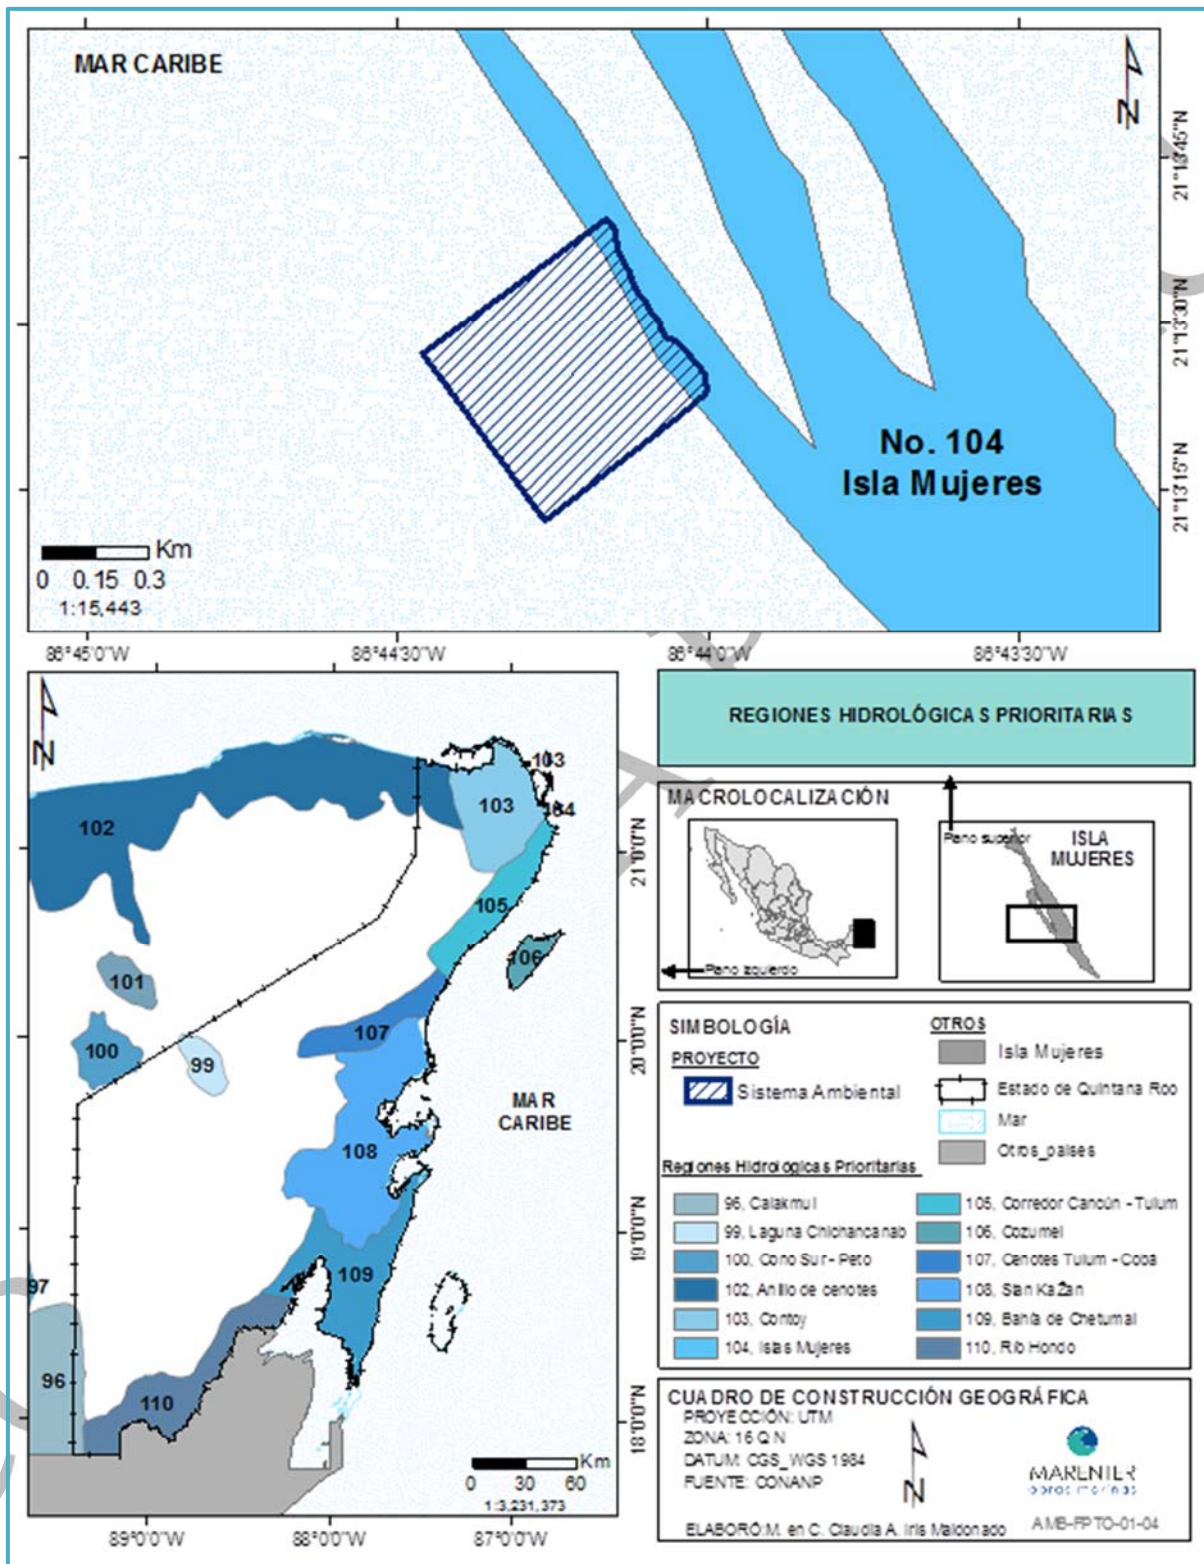 MAR CARIBE
N
21°13'45"N
21°13'30"N
21°13'15"N
No. 104
Isla Mujeres
Km
0 0.15 0.3
1:15,443
86°45'0"W
86°44'30"W
86°44'0"W
86°43'30"W
N
102
103
103
104
105
106
101
100
99
107
108
109
97
96
110
MAR
CARIBE
21°0'0"N
20°0'0"N
19°0'0"N
18°0'0"N
Km
0 30 60
1:3,231,373
89°0'0"W
88°0'0"W
87°0'0"W
REGIONES HIDROLÓGICAS PRIORITARIAS
MACROLOCALIZACIÓN
Plano superior
ISLA
MUJERES
Plano izquierdo
SIMBOLOGÍA
PROYECTO
Sistema Ambiental
OTROS
Isla Mujeres
Estado de Quintana Roo
Mar
Otros_países
Regiones Hidrológicas Prioritarias
96, Calakmul
99, Laguna Chichancanab
100, Cono Sur - Peto
102, Anillo de cenotes
103, Contoy
104, Islas Mujeres
105, Corredor Cancún - Tulum
106, Cozumel
107, Cenotes Tulum - Coba
108, Sian KaŽan
109, Bahía de Chetumal
110, Río Hondo
CUADRO DE CONSTRUCCIÓN GEOGRÁFICA
PROYECCIÓN: UTM
ZONA: 16 Q N
DATUM: CGS_WGS 1984
FUENTE: CONANP
N
MARENTER
obras marinas
ELABORÓ:M. en C. Claudia A. Iris Maldonado
AMB-FPTO-01-04